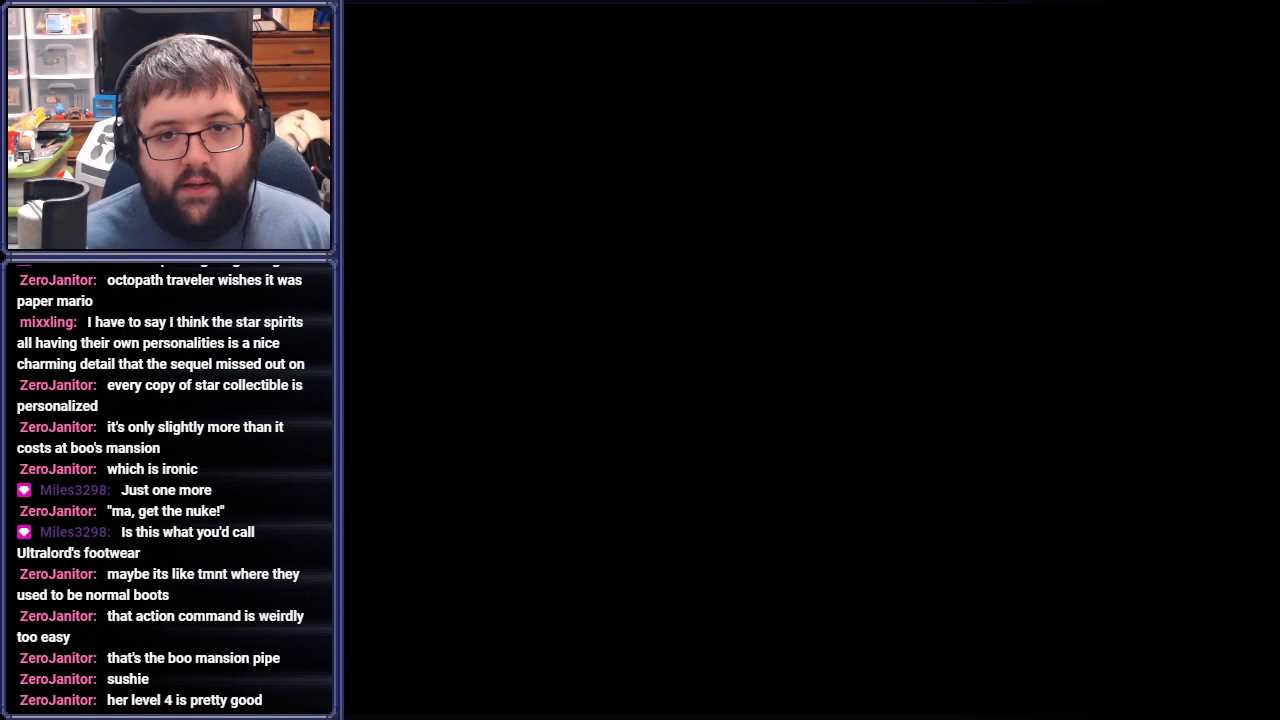 ZeroJanitor: octopath traveler wishes it was
paper mario
mixxling: I have to say I think the star spirits
all having their own personalities is a nice
charming detail that the sequel missed out on
ZeroJanitor: every copy of star collectible is
personalized
ZeroJanitor: it's only slightly more than it
costs at boo's mansion
ZeroJanitor: which is ironic
Miles3298: Just one more
ZeroJanitor: "ma, get the nuke!"
Miles3298: Is this what you'd call
Ultralord's footwear
ZeroJanitor: maybe its like tmnt where they
used to be normal boots
ZeroJanitor: that action command is weirdly
too easy
ZeroJanitor: that's the boo mansion pipe
ZeroJanitor: sushie
ZeroJanitor: her level 4 is pretty good